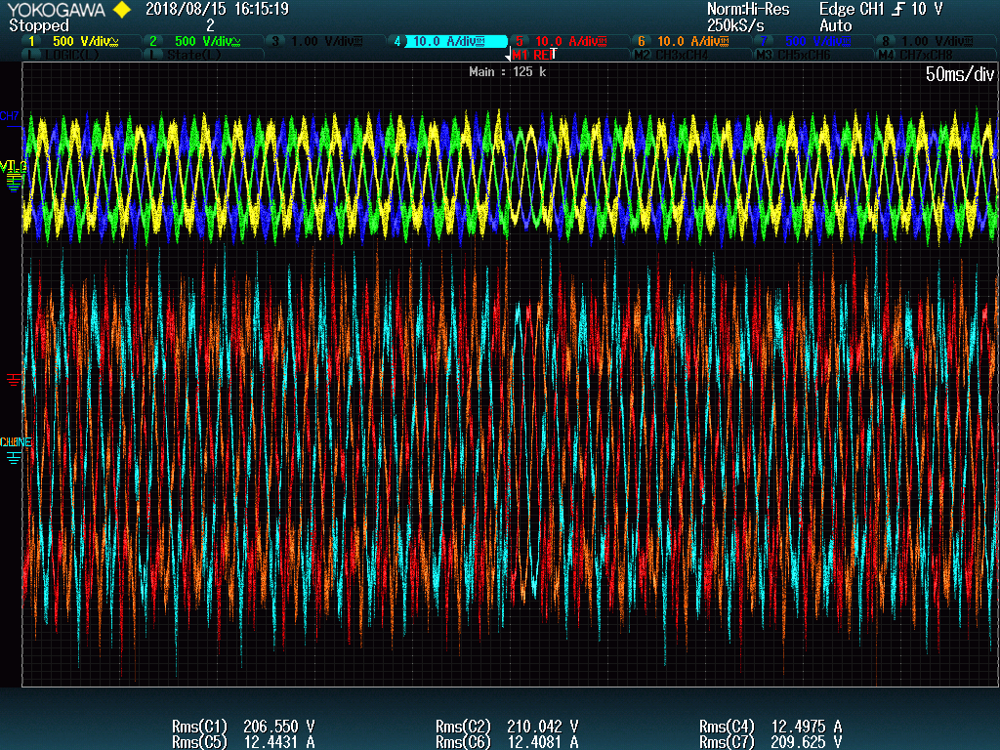 YOKOGAWA 2018/08/15 16:15:19 Norm:Hi-Res Edge CH1 10 V
Stopped 2 250kS/s Auto
1 500 V/div 2 500 V/div 3 1.00 V/div 4 10.0 A/div 5 10.0 A/div 6 10.0 A/div 7 500 V/div 8 1.00 V/div
L LOGIC(L) L State(L) M1 RE M2 CH3xCH4 M3 CH5xCH6 M4 CH7xCH8
Main : 125 k
50ms/div
CH7
Rms(C1) 206.550 V Rms(C2) 210.042 V Rms(C4) 12.4975 A
Rms(C5) 12.4431 A Rms(C6) 12.4081 A Rms(C7) 209.625 V